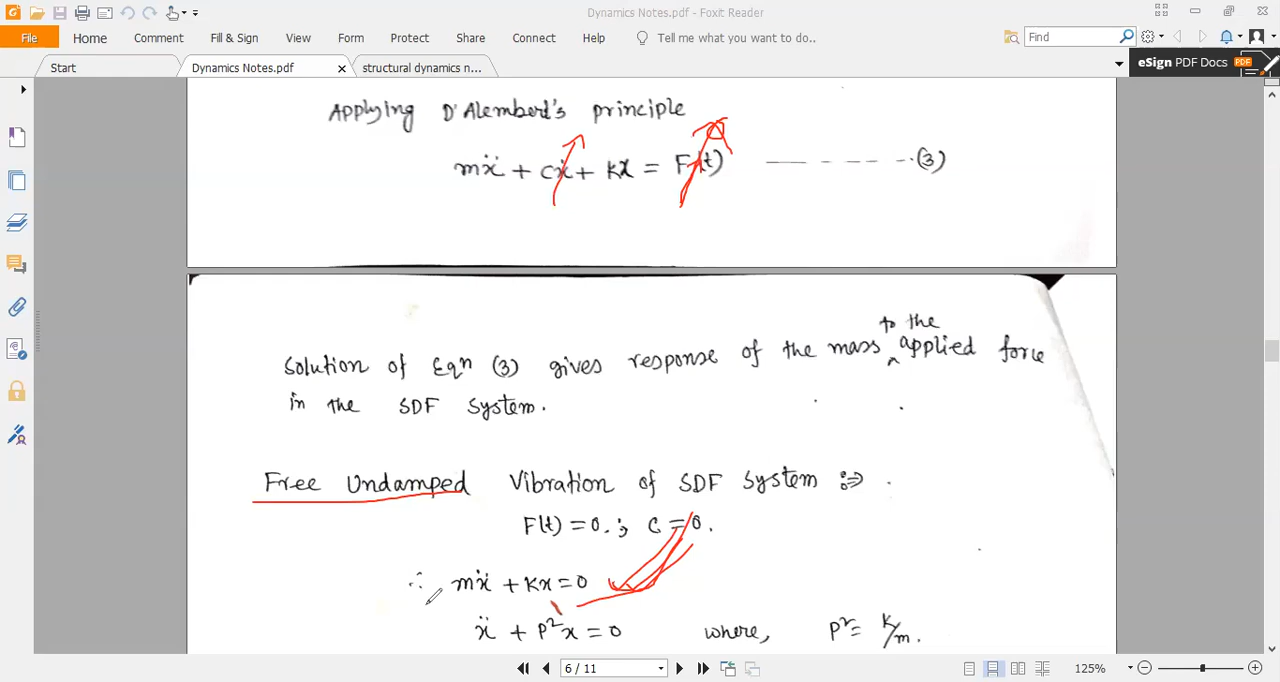 Dynamics Notes.pdf - Foxit Reader
File Home Comment Fill & Sign View Form Protect Share Connect Help Tell me what you want to do.. Find
Start Dynamics Notes.pdf structural dynamics n... eSign PDF Docs PDF
Applying D'Alembert's principle
mẍ + cẋ + Kx = F(t) ------(3)
Solution of Eqn (3) gives response of the mass to the applied force
in the SDF System.
Free Undamped Vibration of SDF System :⇒
F(t) = 0. ; C = 0.
∴ mẍ + Kx = 0
ẍ + P²x = 0 where, P² = K/m.
6 / 11 125%